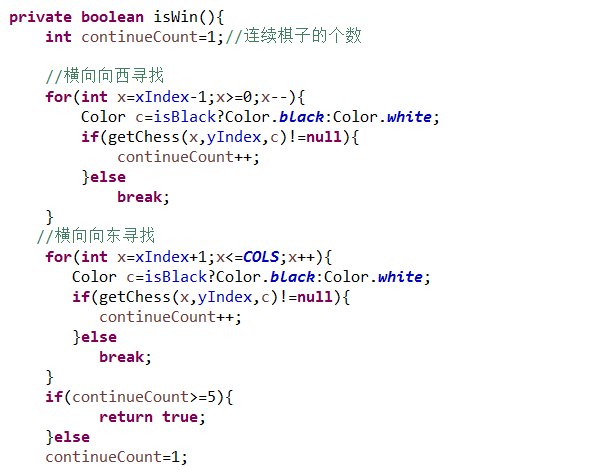 private boolean isWin(){
int continueCount=1;//连续棋子的个数
//横向向西寻找
for(int x=xIndex-1;x>=0;x--){
Color c=isBlack?Color.black:Color.white;
if(getChess(x,yIndex,c)!=null){
continueCount++;
}else
break;
}
//横向向东寻找
for(int x=xIndex+1;x<=COLS;x++){
Color c=isBlack?Color.black:Color.white;
if(getChess(x,yIndex,c)!=null){
continueCount++;
}else
break;
}
if(continueCount>=5){
return true;
}else
continueCount=1;